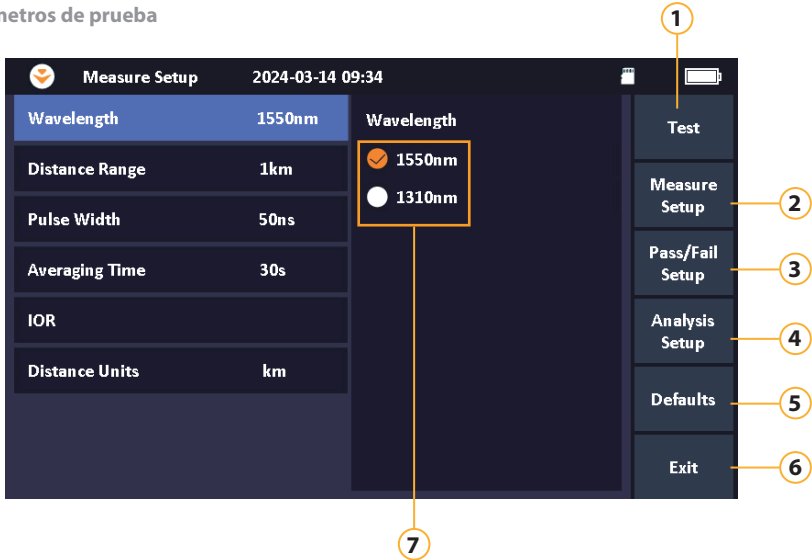 metros de prueba
1
Measure Setup 2024-03-14 09:34
Wavelength 1550nm
Distance Range 1km
Pulse Width 50ns
Averaging Time 30s
IOR
Distance Units km
Wavelength
1550nm
1310nm
Test
Measure
Setup
2
Pass/Fail
Setup
3
Analysis
Setup
4
Defaults
5
Exit
6
7